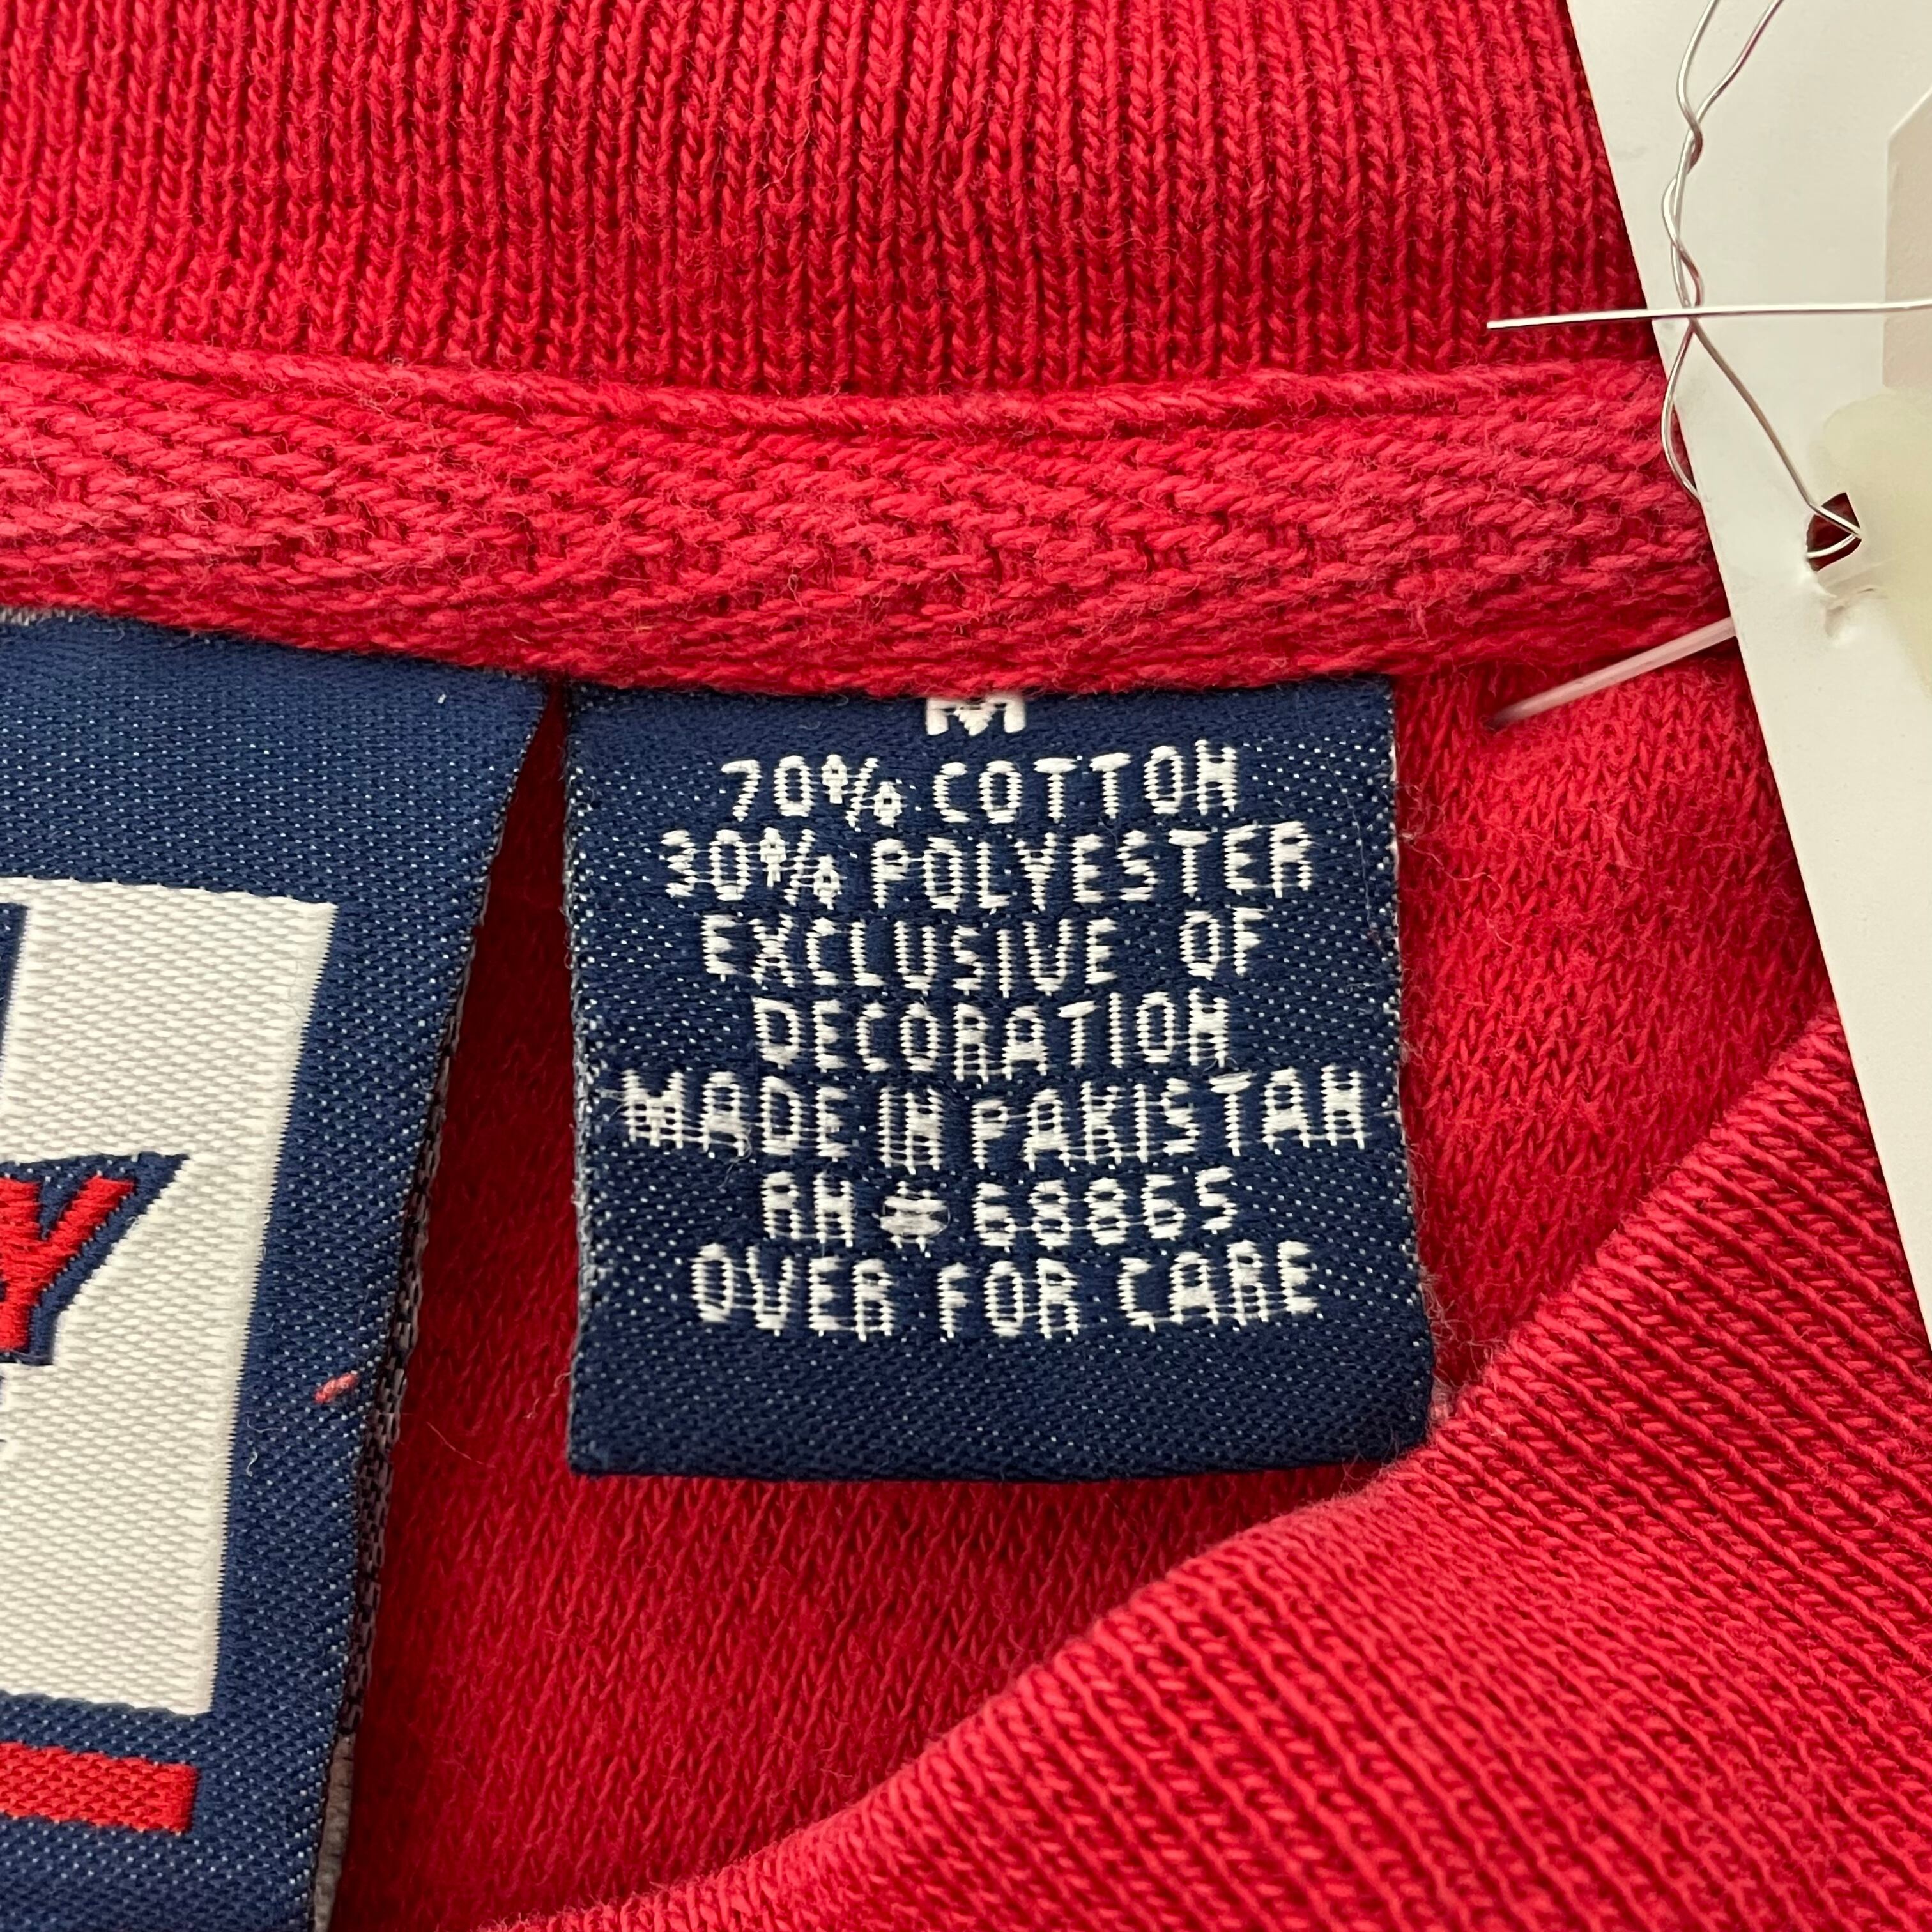 M
70% COTTON
30% POLYESTER
EXCLUSIVE OF
DECORATION
MADE IN PAKISTAN
RN # 68865
OVER FOR CARE
Y